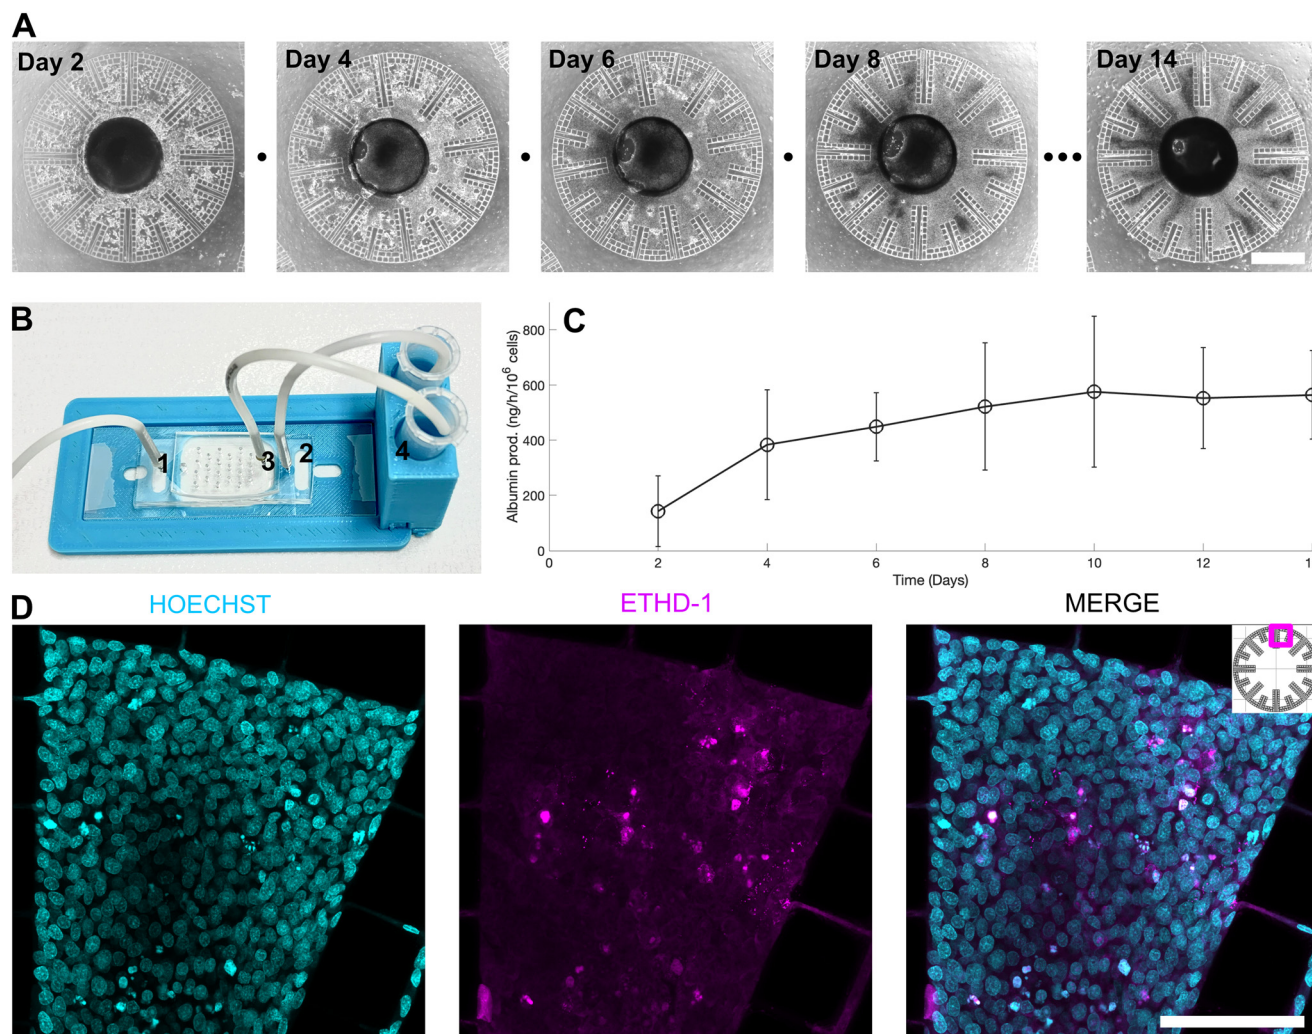 A
Day 2
Day 4
Day 6
Day 8
Day 14
B
1
2
3
4
C
Albumin prod. (ng/h/10⁶ cells)
800
600
400
200
0
0
2
4
6
8
10
12
1
Time (Days)
D
HOECHST
ETHD-1
MERGE